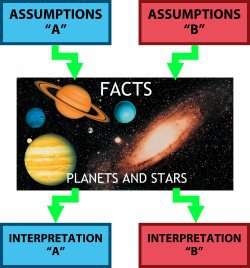 ASSUMPTIONS
"A"
ASSUMPTIONS
"B"
FACTS
PLANETS AND STARS
INTERPRETATION
"A"
INTERPRETATION
"B"